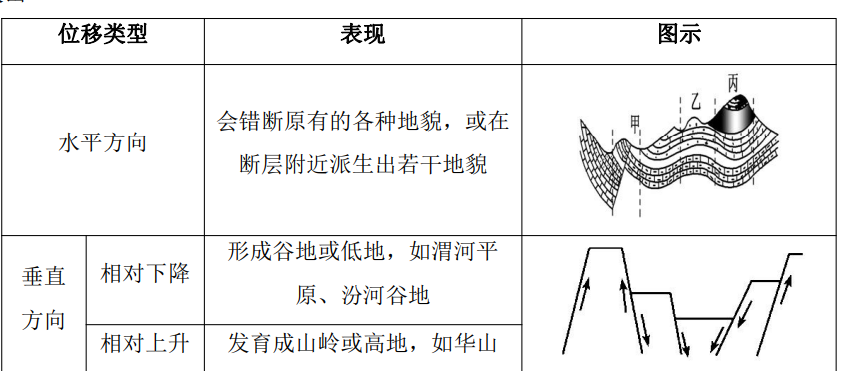 位移类型 表现 图示
水平方向
会错断原有的各种地貌，或在
断层附近派生出若干地貌
甲 乙 丙
垂直
方向
相对下降
形成谷地或低地，如渭河平
原、汾河谷地
相对上升 发育成山岭或高地，如华山